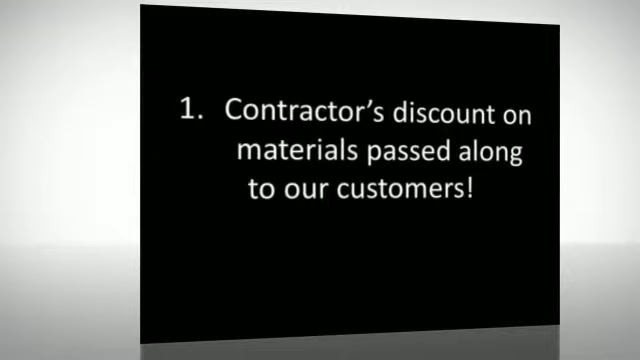 1. Contractor's discount on
materials passed along
to our customers!